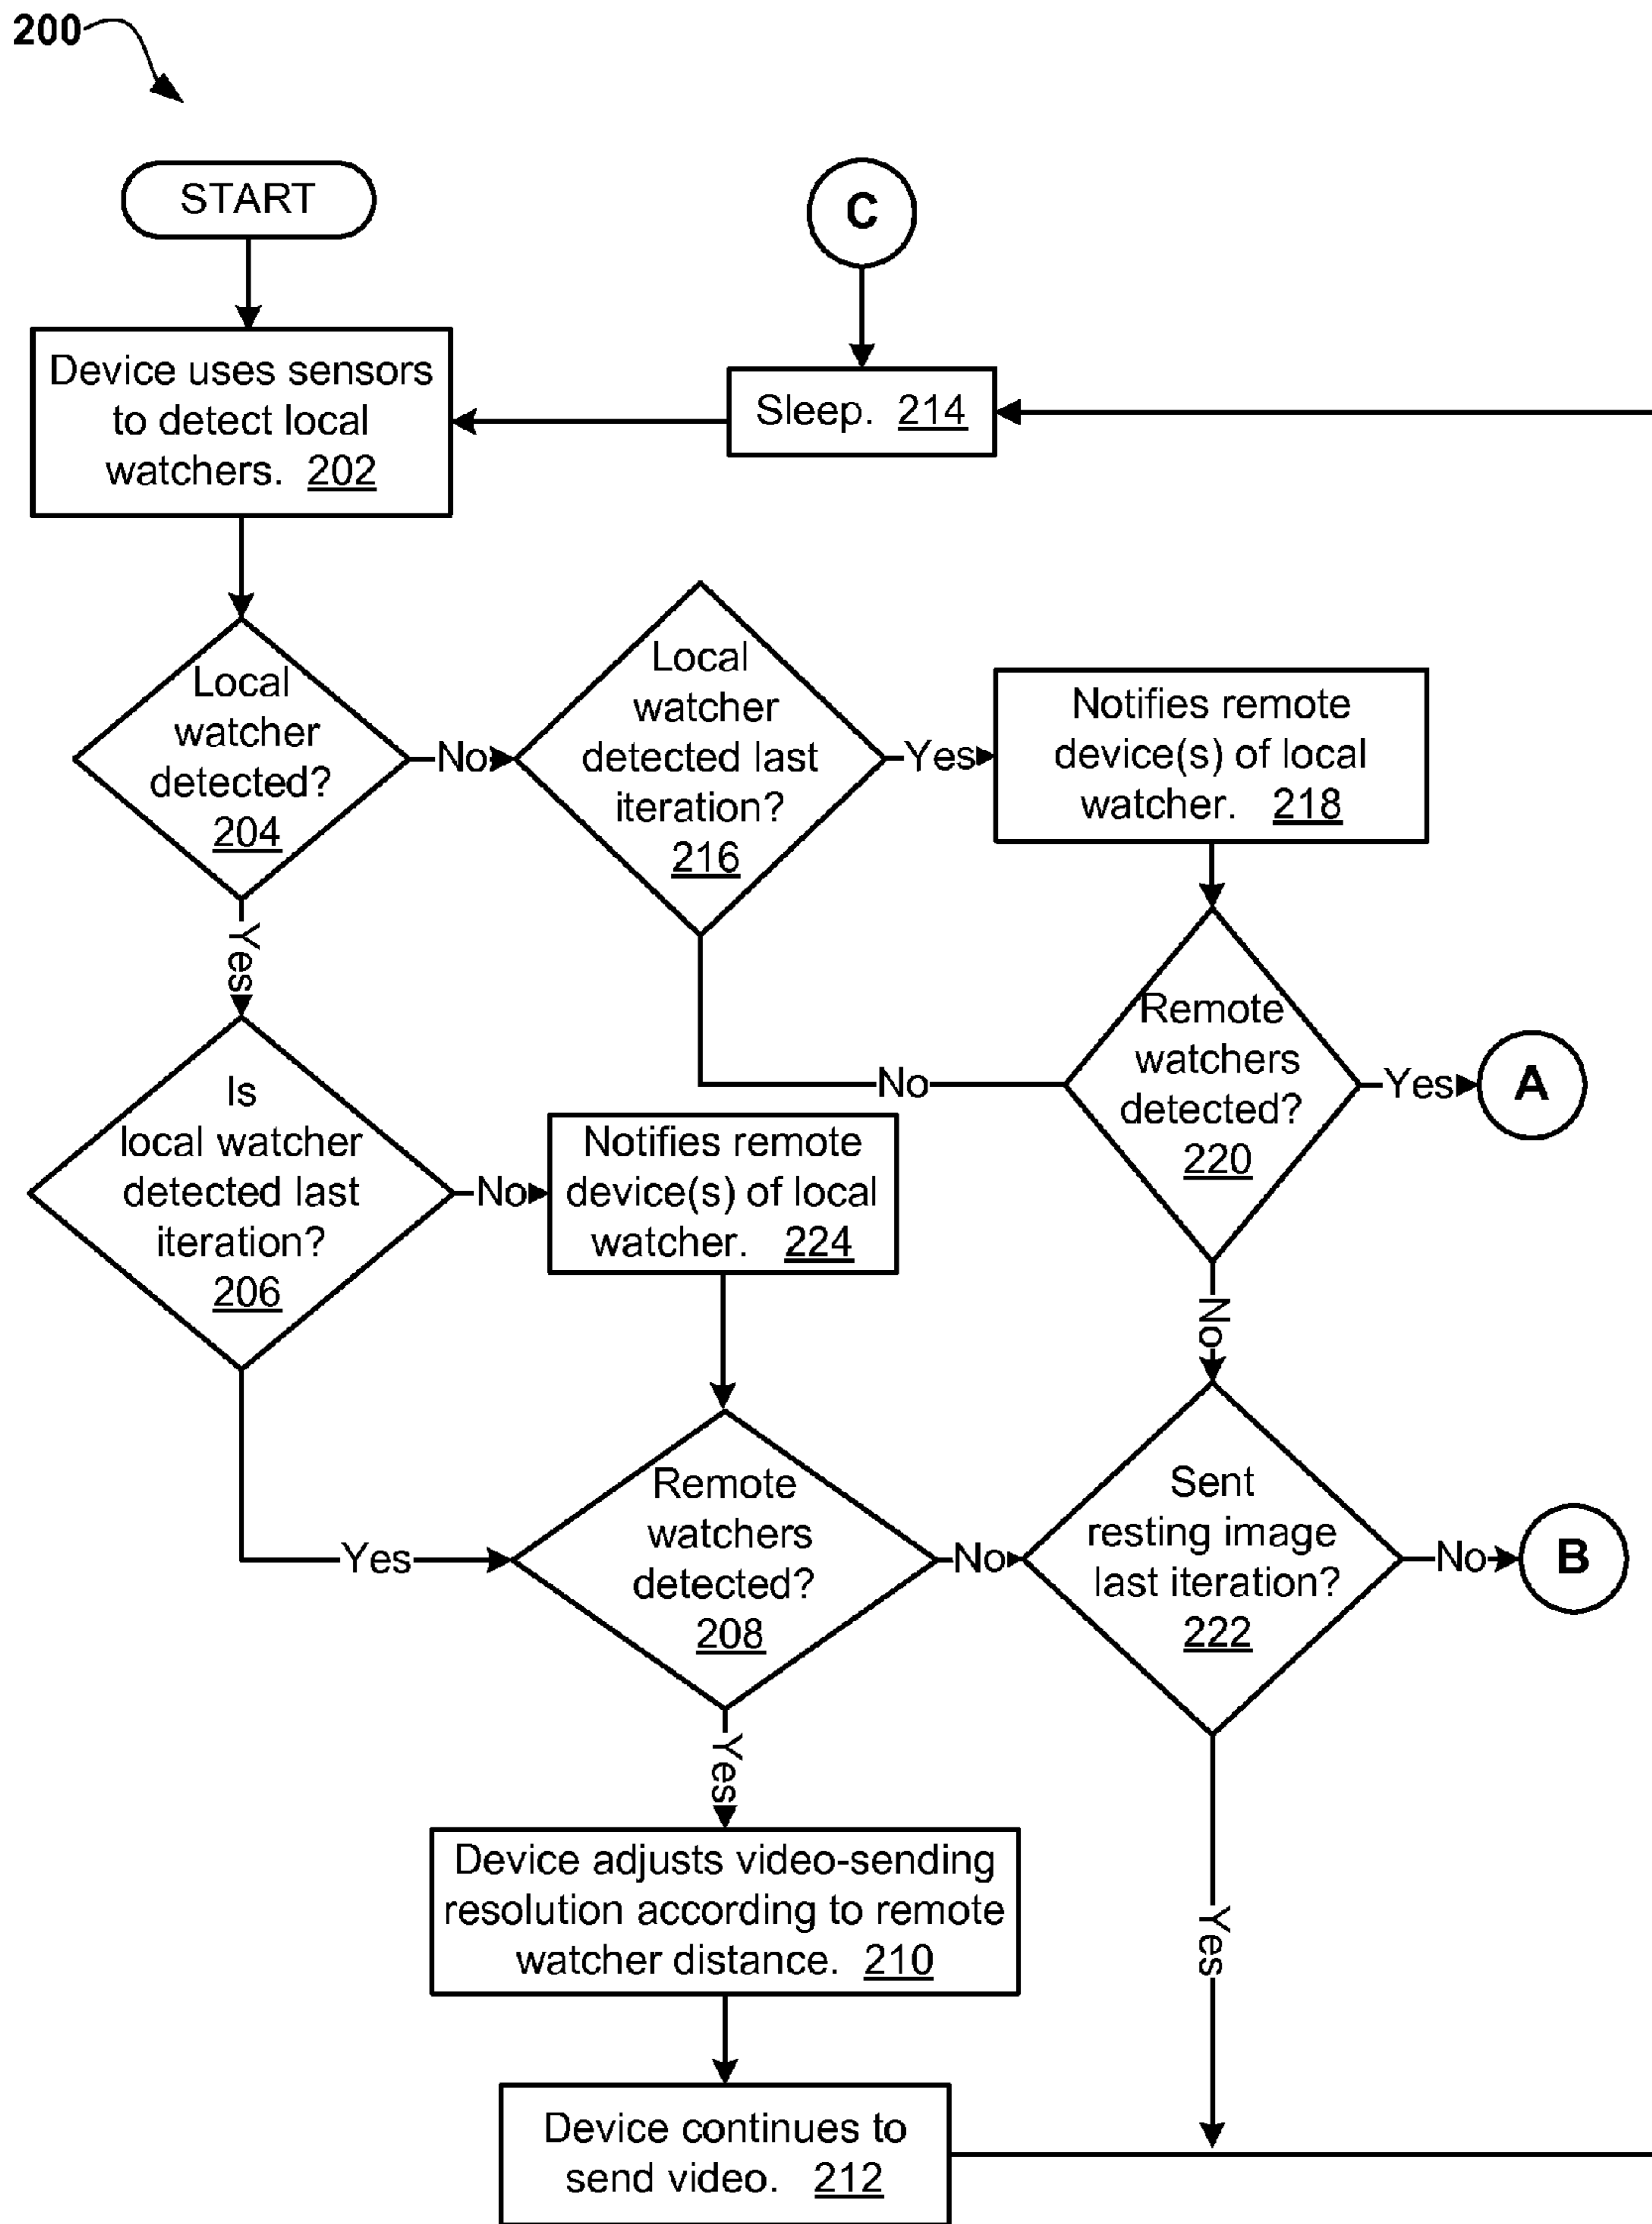 200
START
C
Device uses sensors
to detect local
watchers. 202
Sleep. 214
Local
watcher
detected?
204
No
Local
watcher
detected last
iteration?
216
Yes
Notifies remote
device(s) of local
watcher. 218
Yes
No
Remote
watchers
detected?
220
Yes
A
Is
local watcher
detected last
iteration?
206
No
Notifies remote
device(s) of local
watcher. 224
No
Yes
Remote
watchers
detected?
208
No
Sent
resting image
last iteration?
222
No
B
Yes
Device adjusts video-sending
resolution according to remote
watcher distance. 210
Yes
Device continues to
send video. 212